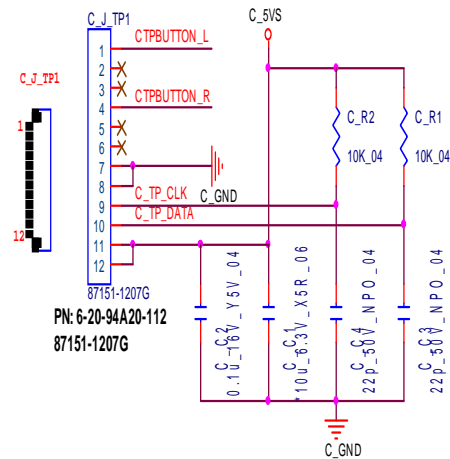 C_J_TP1
C_5VS
1
CTPBUTTON_L
2
3
4
CTPBUTTON_R
5
6
7
8
C_GND
9
C_TP_CLK
10
C_TP_DATA
11
12
87151-1207G
C_J_TP1
1
12
PN: 6-20-94A20-112
87151-1207G
C_R2
10K_04
C_R1
10K_04
C_C2
0.1u_16V_Y5V_04
C_C1
*10u_6.3V_X5R_06
C_C4
22p_50V_NPO_04
C_C3
22p_50V_NPO_04
C_GND